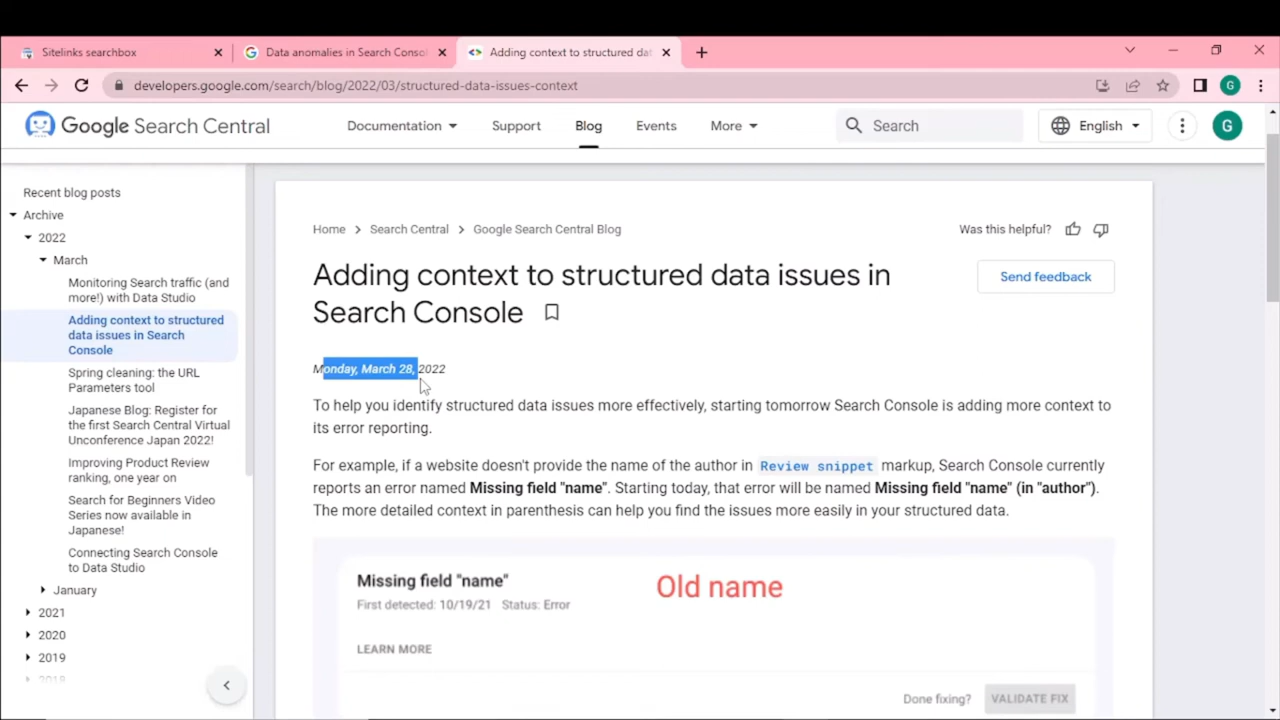 Sitelinks searchbox
Data anomalies in Search Consol
Adding context to structured dat
developers.google.com/search/blog/2022/03/structured-data-issues-context
G
Google Search Central
Documentation
Support
Blog
Events
More
Search
English
G
Recent blog posts
Archive
2022
March
Monitoring Search traffic (and
more!) with Data Studio
Adding context to structured
data issues in Search
Console
Spring cleaning: the URL
Parameters tool
Japanese Blog: Register for
the first Search Central Virtual
Unconference Japan 2022!
Improving Product Review
ranking, one year on
Search for Beginners Video
Series now available in
Japanese!
Connecting Search Console
to Data Studio
January
2021
2020
2019
2018
Home > Search Central > Google Search Central Blog
Was this helpful?
Adding context to structured data issues in
Search Console
Send feedback
Monday, March 28, 2022
To help you identify structured data issues more effectively, starting tomorrow Search Console is adding more context to
its error reporting.
For example, if a website doesn't provide the name of the author in Review snippet markup, Search Console currently
reports an error named Missing field "name". Starting today, that error will be named Missing field "name" (in "author").
The more detailed context in parenthesis can help you find the issues more easily in your structured data.
Missing field "name"
Old name
First detected: 10/19/21 Status: Error
LEARN MORE
Done fixing? VALIDATE FIX